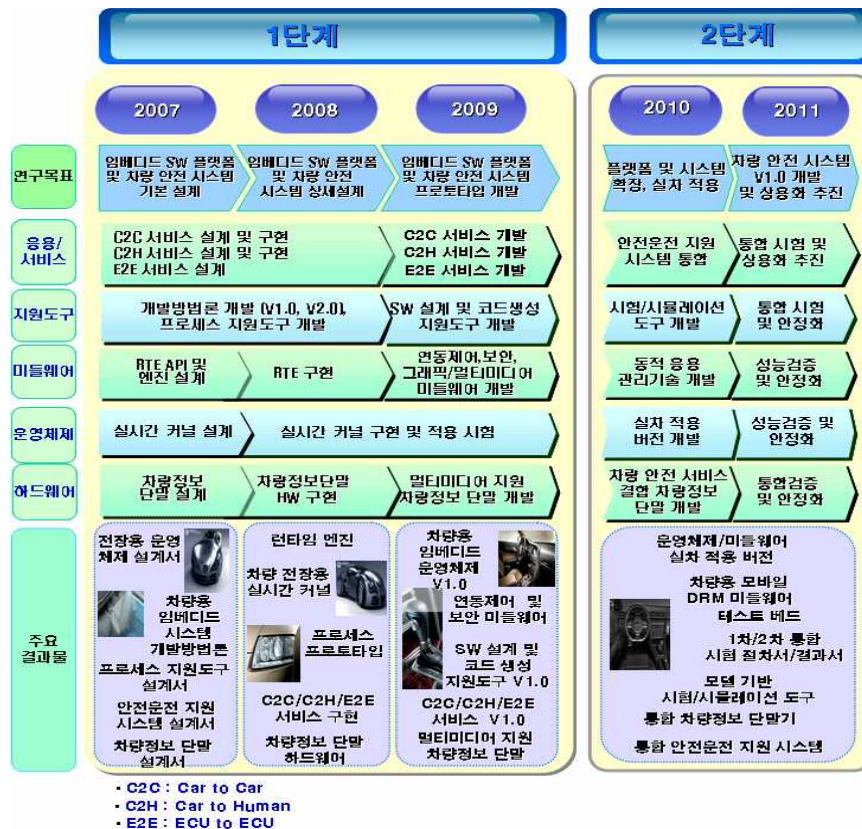 1단계
2단계
2007
2008
2009
2010
2011
연구목표
임베디드 SW 플랫폼
및 차량 안전 시스템
기본 설계
임베디드 SW 플랫폼
및 차량 안전
시스템 상세설계
임베디드 SW 플랫폼
및 차량 안전 시스템
프로토타입 개발
플랫폼 및 시스템
확장, 실차 적용
차량 안전 시스템
V1.0 개발
및 상용화 추진
응용/
서비스
C2C 서비스 설계 및 구현
C2H 서비스 설계 및 구현
E2E 서비스 설계
C2C 서비스 개발
C2H 서비스 개발
E2E 서비스 개발
안전운전 지원
시스템 통합
통합 시험 및
상용화 추진
지원도구
개발방법론 개발 (V1.0, V2.0),
프로세스 지원도구 개발
SW 설계 및 코드생성
지원도구 개발
시험/시뮬레이션
도구 개발
통합 시험
및 안정화
미들웨어
RTE API 및
엔진 설계
RTE 구현
연동제어,보안,
그래픽/멀티미디어
미들웨어 개발
동적 응용
관리기술 개발
성능검증
및 안정화
운영체제
실시간 커널 설계
실시간 커널 구현 및 적용 시험
실차 적용
버전 개발
성능검증 및
안정화
하드웨어
차량정보
단말 설계
차량정보단말
HW 구현
멀티미디어 지원
차량정보 단말 개발
차량 안전 서비스
결합 차량정보
단말 개발
통합검증
및 안정화
주요
결과물
전장용 운영
체제 설계서
차량용
임베디드
시스템
개발방법론
프로세스 지원도구
설계서
안전운전 지원
시스템 설계서
차량정보 단말
설계서
런타임 엔진
차량 전장용
실시간 커널
프로세스
프로토타입
C2C/C2H/E2E
서비스 구현
차량정보 단말
하드웨어
차량용
임베디드
운영체제
V1.0
연동제어 및
보안 미들웨어
SW 설계 및
코드 생성
지원도구 V1.0
C2C/C2H/E2E
서비스 V1.0
멀티미디어 지원
차량정보 단말
운영체제/미들웨어
실차 적용 버전
차량용 모바일
DRM 미들웨어
테스트 베드
1차/2차 통합
시험 절차서/결과서
모델 기반
시험/시뮬레이션 도구
통합 차량정보 단말기
통합 안전운전 지원 시스템
• C2C : Car to Car
• C2H : Car to Human
• E2E : ECU to ECU